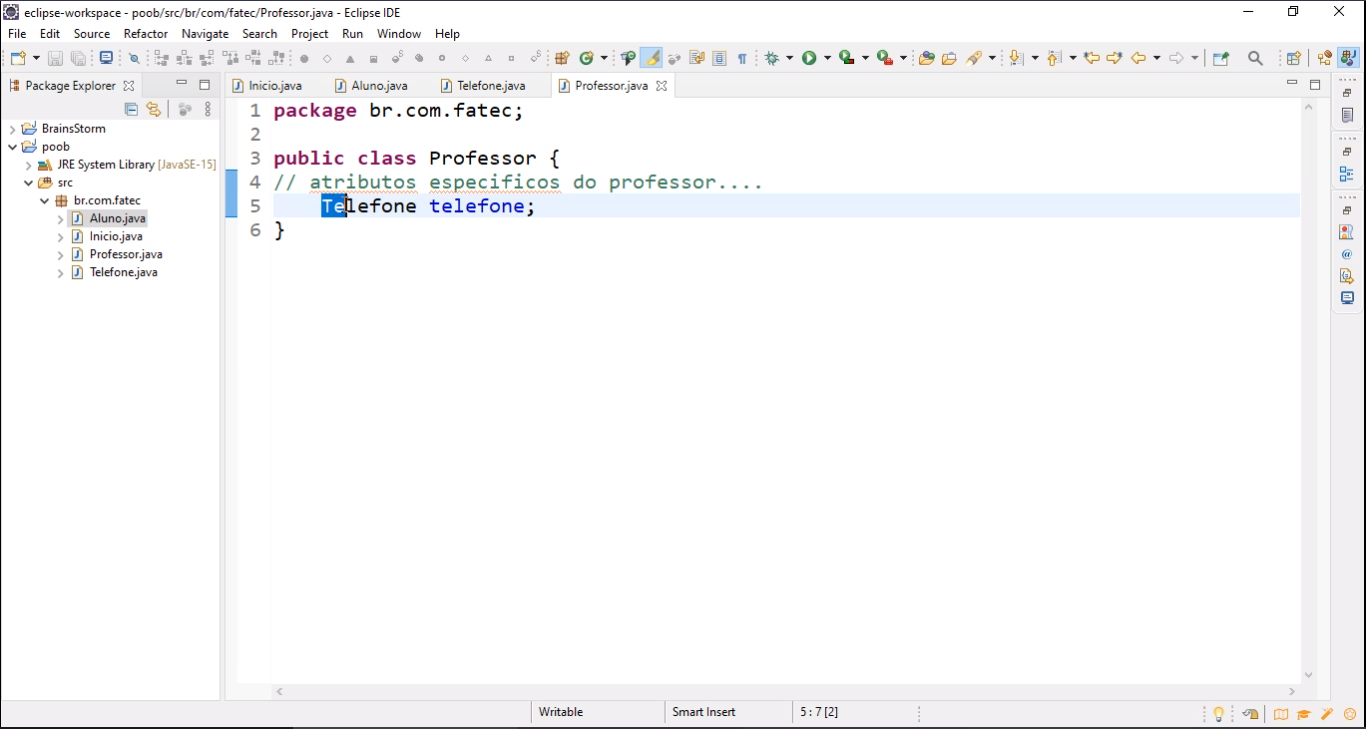 eclipse-workspace - poob/src/br/com/fatec/Professor.java - Eclipse IDE
File Edit Source Refactor Navigate Search Project Run Window Help
Package Explorer
Inicio.java Aluno.java Telefone.java Professor.java
BrainsStorm
poob
JRE System Library [JavaSE-15]
src
br.com.fatec
Aluno.java
Inicio.java
Professor.java
Telefone.java
1 package br.com.fatec;
2
3 public class Professor {
4 // atributos especificos do professor....
5 Telefone telefone;
6 }
Writable Smart Insert 5 : 7 [2]